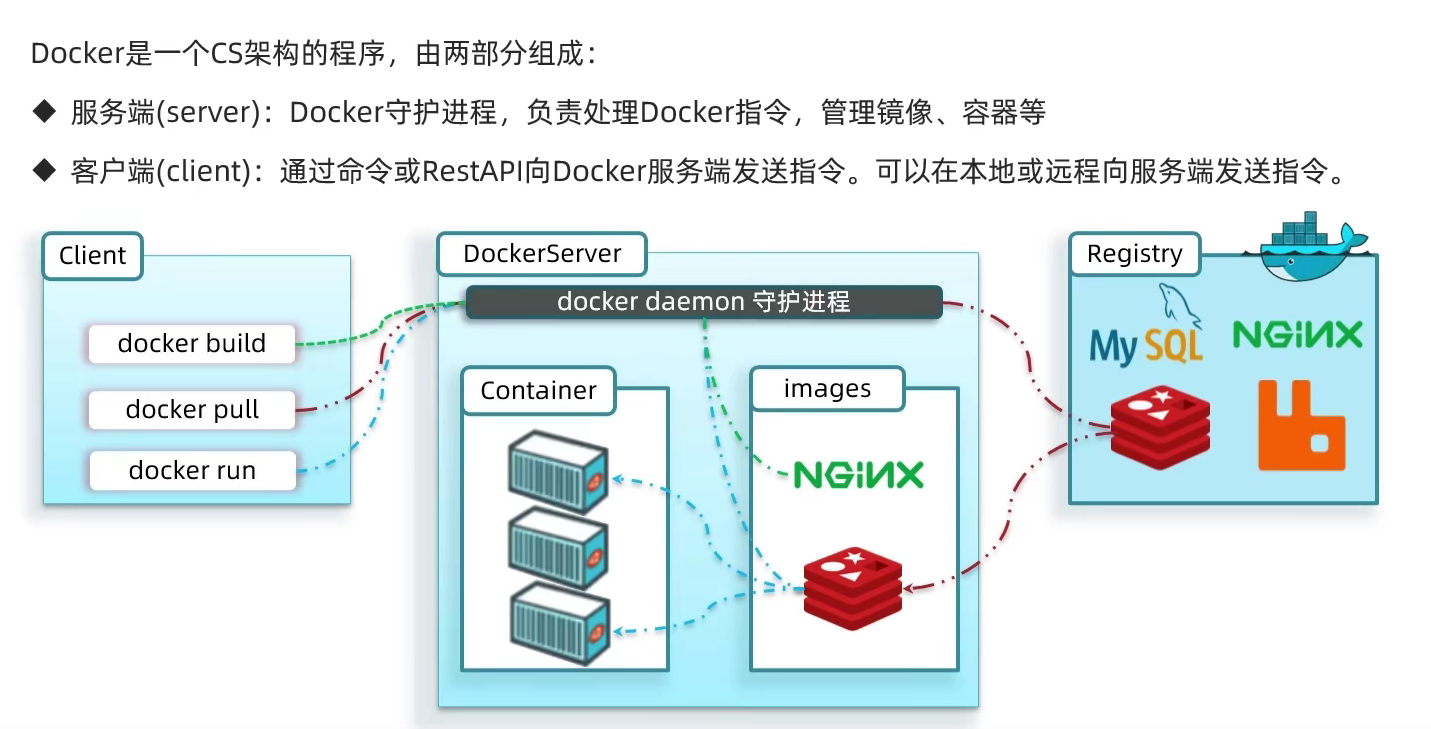 Docker是一个CS架构的程序，由两部分组成：
◆ 服务端(server)：Docker守护进程，负责处理Docker指令，管理镜像、容器等
◆ 客户端(client)：通过命令或RestAPI向Docker服务端发送指令。可以在本地或远程向服务端发送指令。
Client
docker build
docker pull
docker run
DockerServer
docker daemon 守护进程
Container
images
NGINX
Registry
MySQL
NGINX